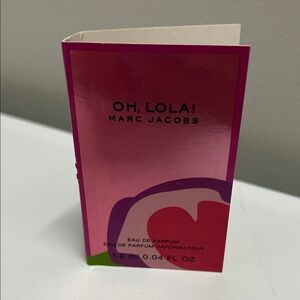 OH, LOLA!
MARC JACOBS
EAU DE PARFUM
EAU DE PARFUM VAPORISATEUR
1.2 ml 0.04 FL OZ